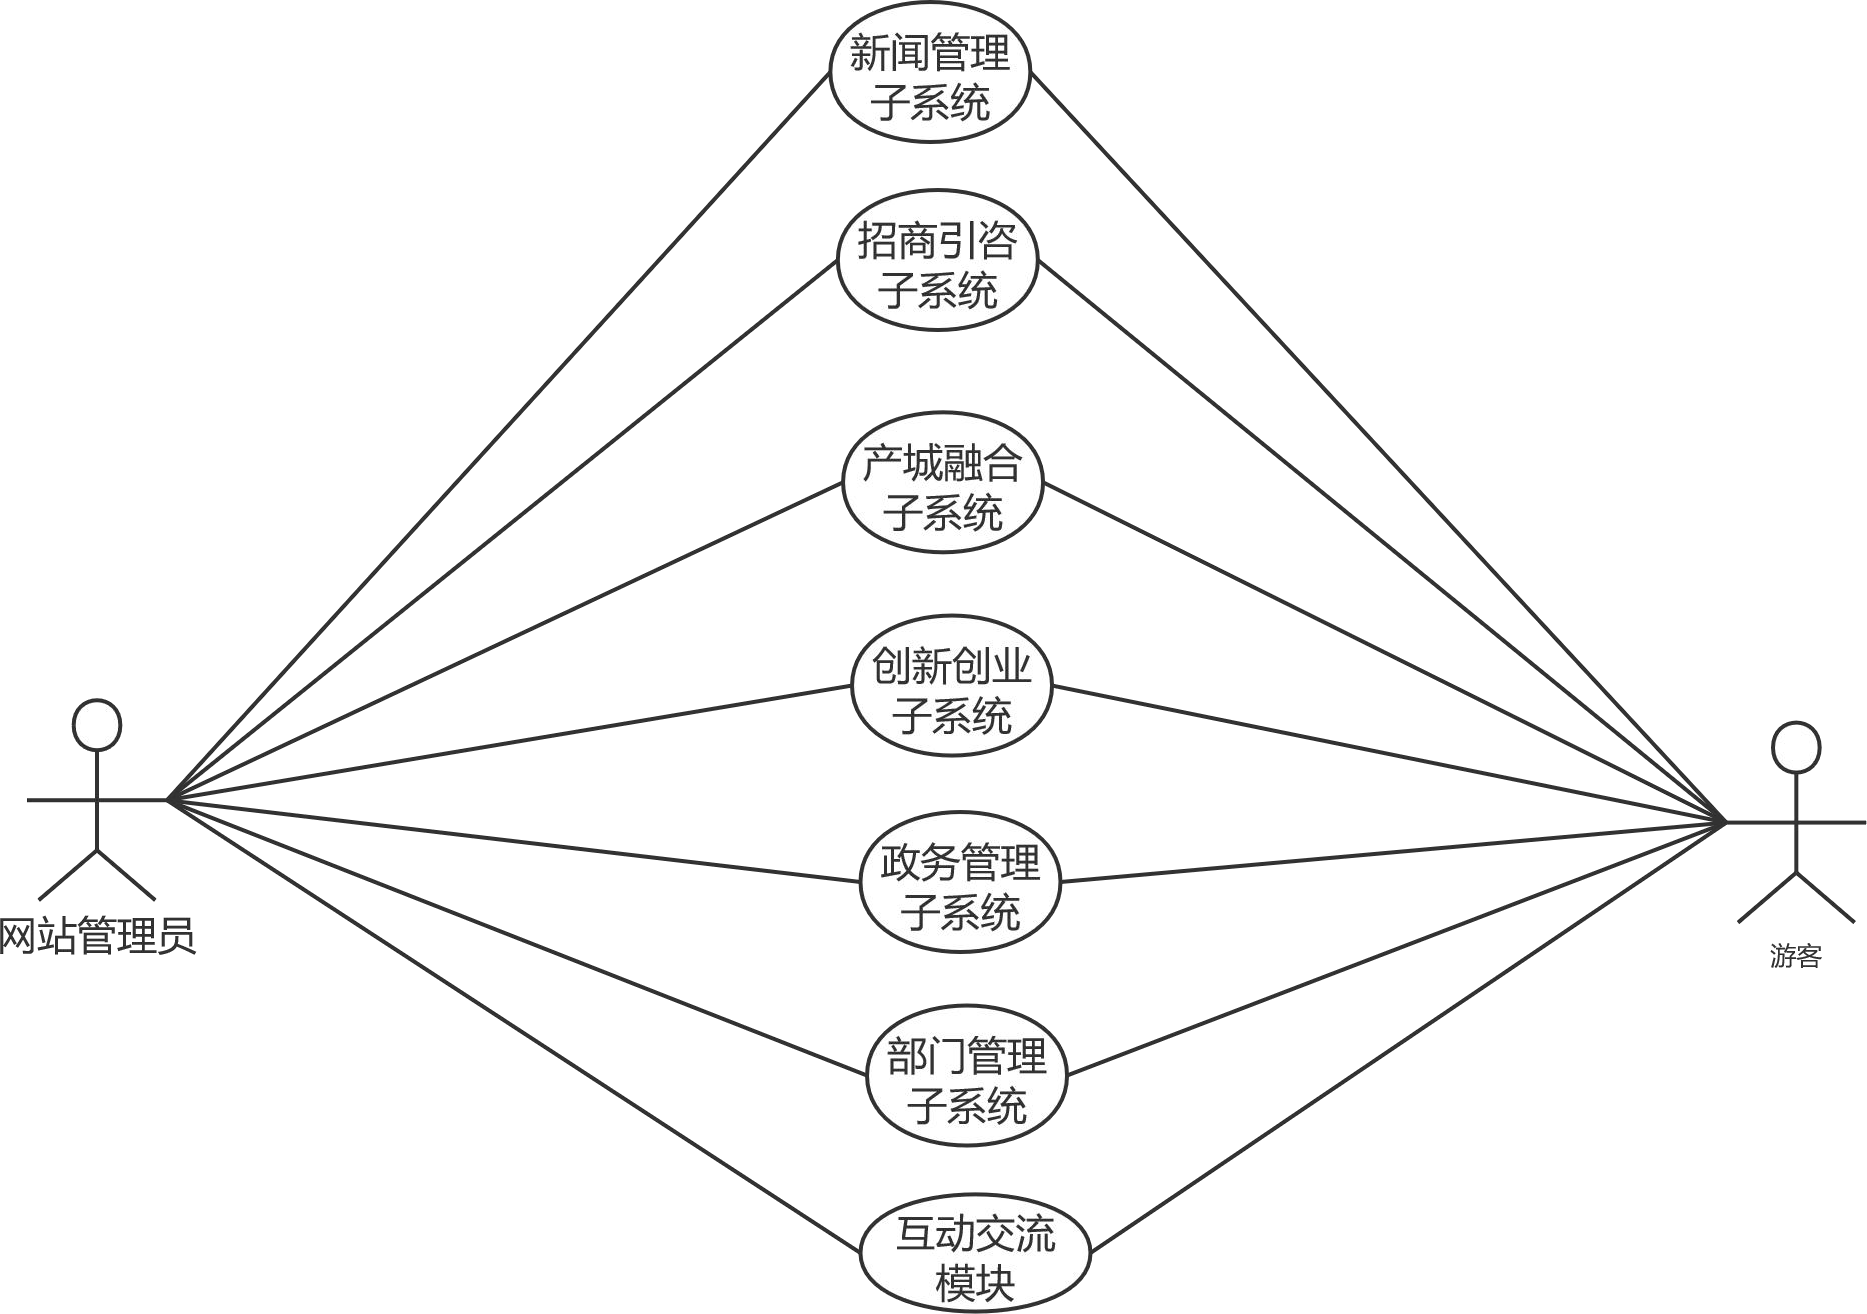 新闻管理
子系统
招商引咨
子系统
产城融合
子系统
创新创业
子系统
政务管理
子系统
网站管理员
游客
部门管理
子系统
互动交流
模块